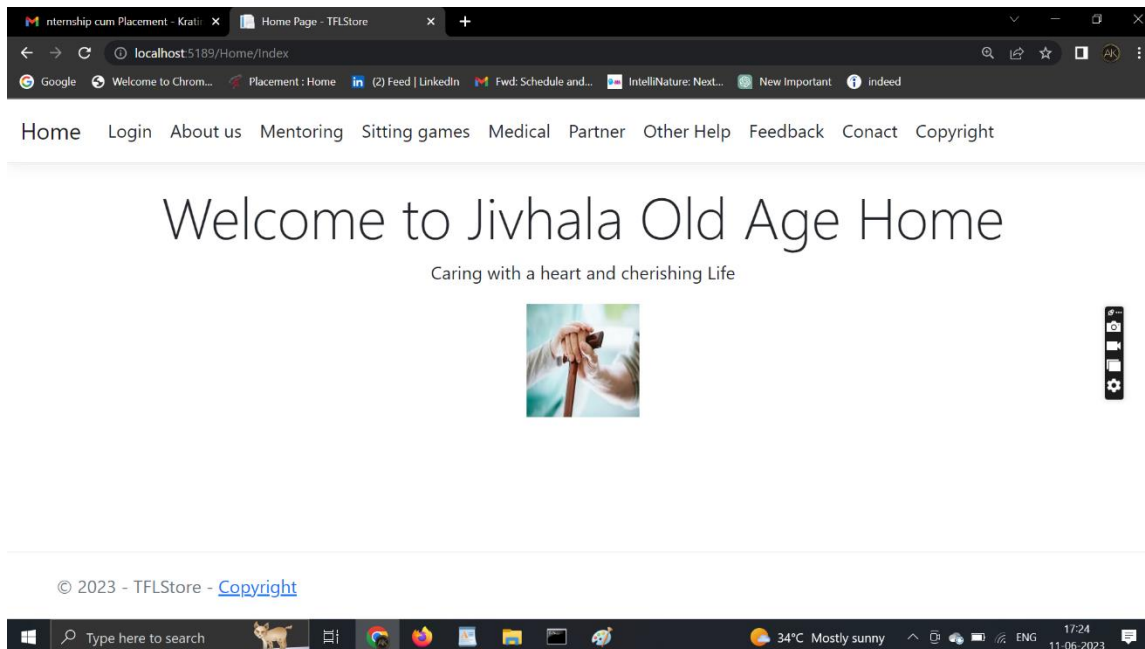 nternship cum Placement - Kratir
Home Page - TFLStore
localhost:5189/Home/Index
AK
Google Welcome to Chrom... Placement : Home (2) Feed | LinkedIn Fwd: Schedule and... IntelliNature: Next... New Important indeed
Home Login About us Mentoring Sitting games Medical Partner Other Help Feedback Conact Copyright
Welcome to Jivhala Old Age Home
Caring with a heart and cherishing Life
© 2023 - TFLStore - Copyright
Type here to search
34°C Mostly sunny
ENG
17:24
11-06-2023